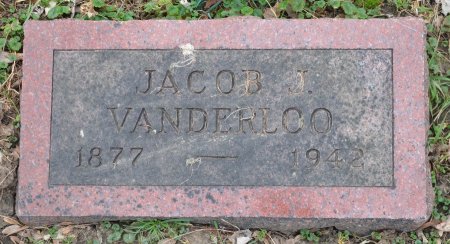 JACOB J.
VANDERLOO
1877 — 1942